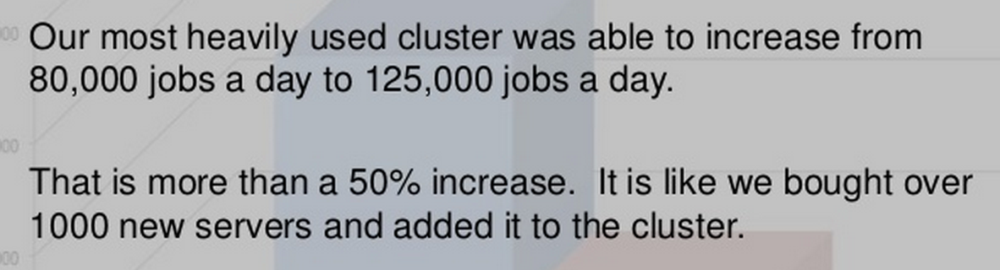 Our most heavily used cluster was able to increase from
80,000 jobs a day to 125,000 jobs a day.
That is more than a 50% increase.  It is like we bought over
1000 new servers and added it to the cluster.